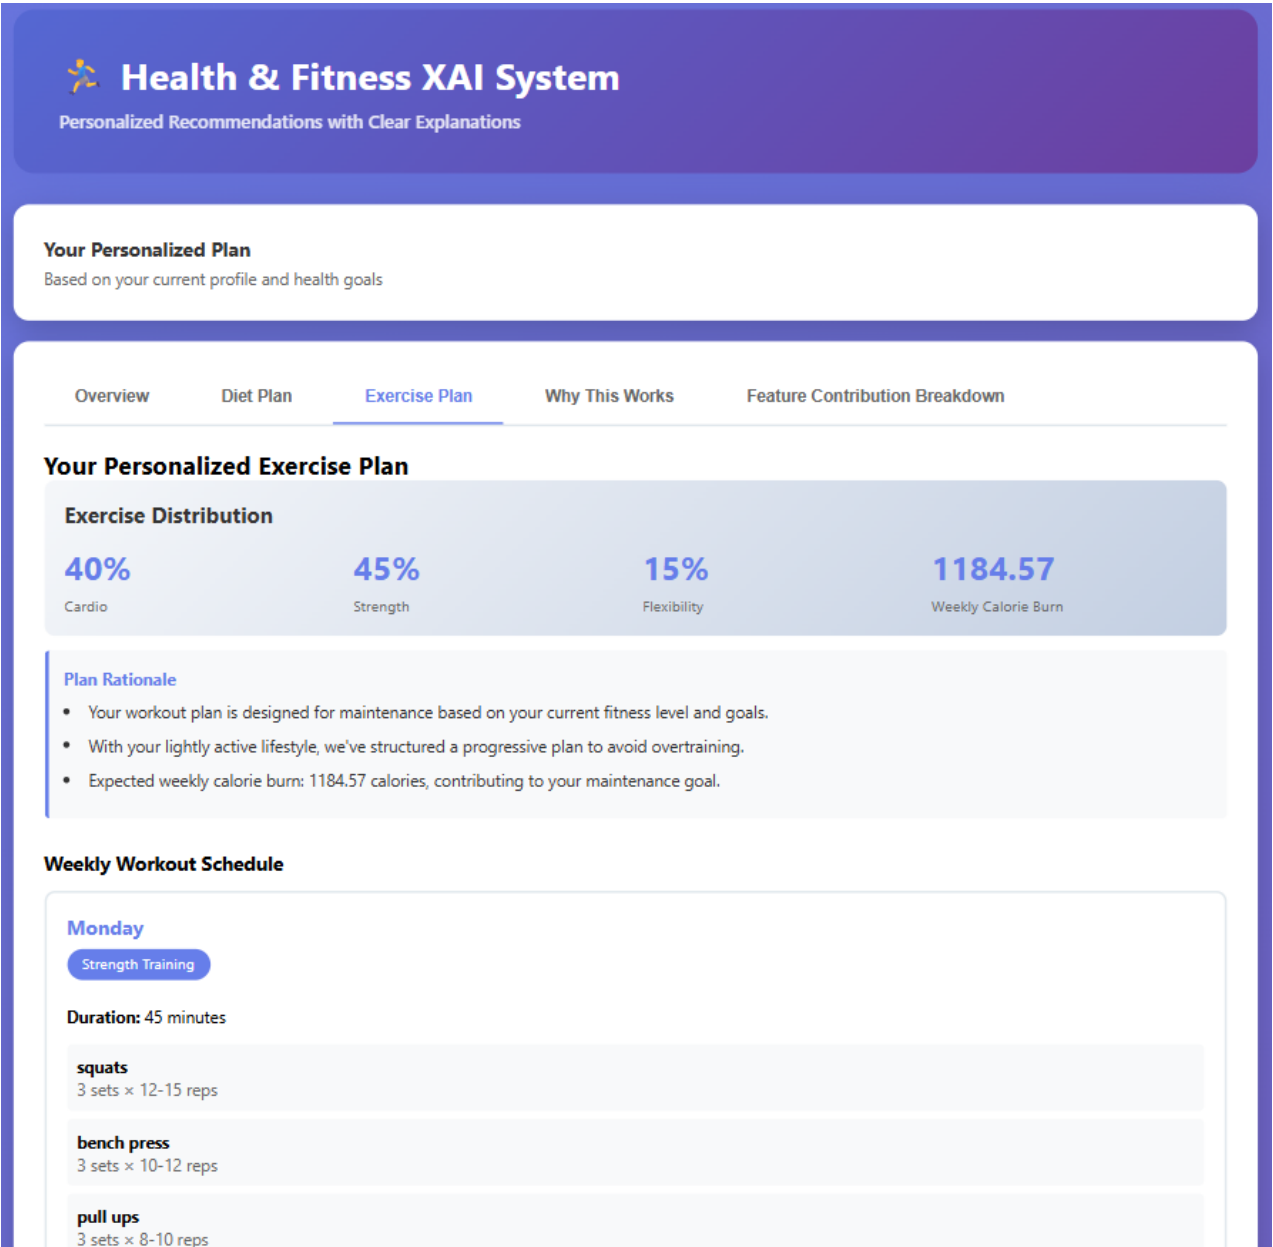 Health & Fitness XAI System
Personalized Recommendations with Clear Explanations
Your Personalized Plan
Based on your current profile and health goals
Overview Diet Plan Exercise Plan Why This Works Feature Contribution Breakdown
Your Personalized Exercise Plan
Exercise Distribution
40% 45% 15% 1184.57
Cardio Strength Flexibility Weekly Calorie Burn
Plan Rationale
• Your workout plan is designed for maintenance based on your current fitness level and goals.
• With your lightly active lifestyle, we've structured a progressive plan to avoid overtraining.
• Expected weekly calorie burn: 1184.57 calories, contributing to your maintenance goal.
Weekly Workout Schedule
Monday
Strength Training
Duration: 45 minutes
squats
3 sets × 12-15 reps
bench press
3 sets × 10-12 reps
pull ups
3 sets × 8-10 reps